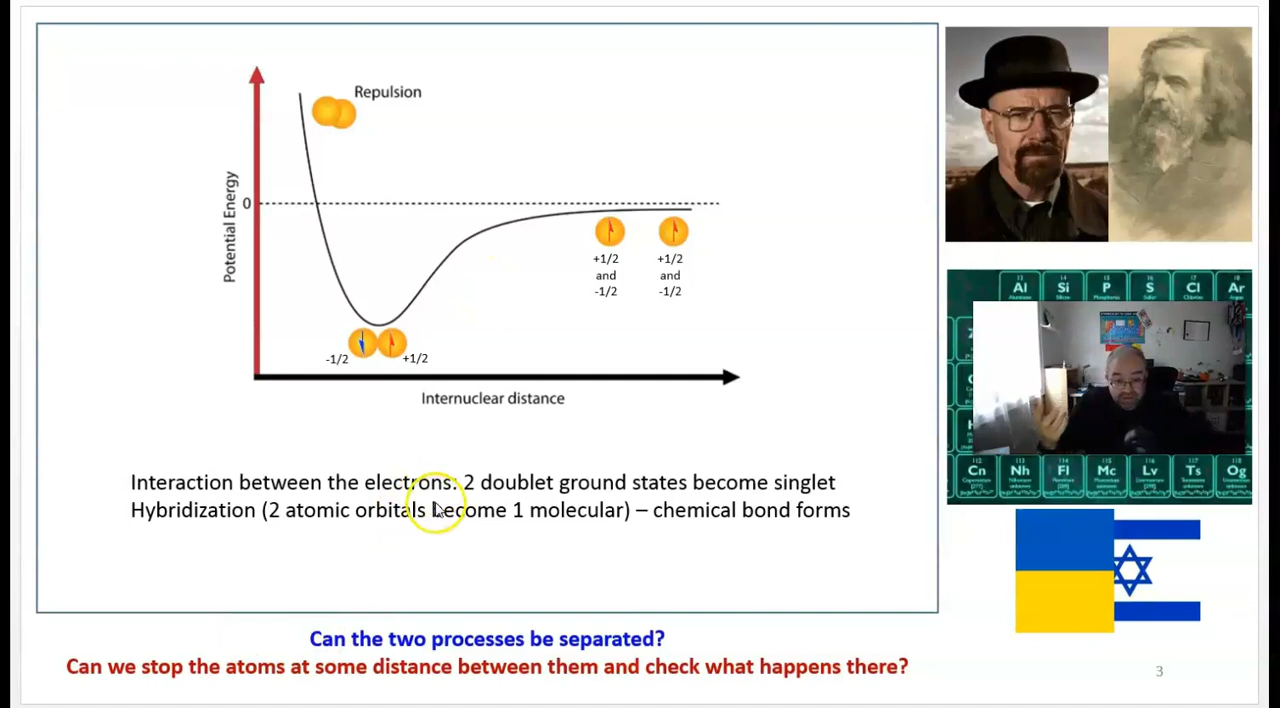 Repulsion
Potential Energy
0
+1/2
and
-1/2
+1/2
and
-1/2
-1/2
+1/2
Internuclear distance
Interaction between the electrons: 2 doublet ground states become singlet
Hybridization (2 atomic orbitals become 1 molecular) – chemical bond forms
Can the two processes be separated?
Can we stop the atoms at some distance between them and check what happens there?
Al Si P S Cl Ar
Cn Nh Fl Mc Lv Ts Og
3